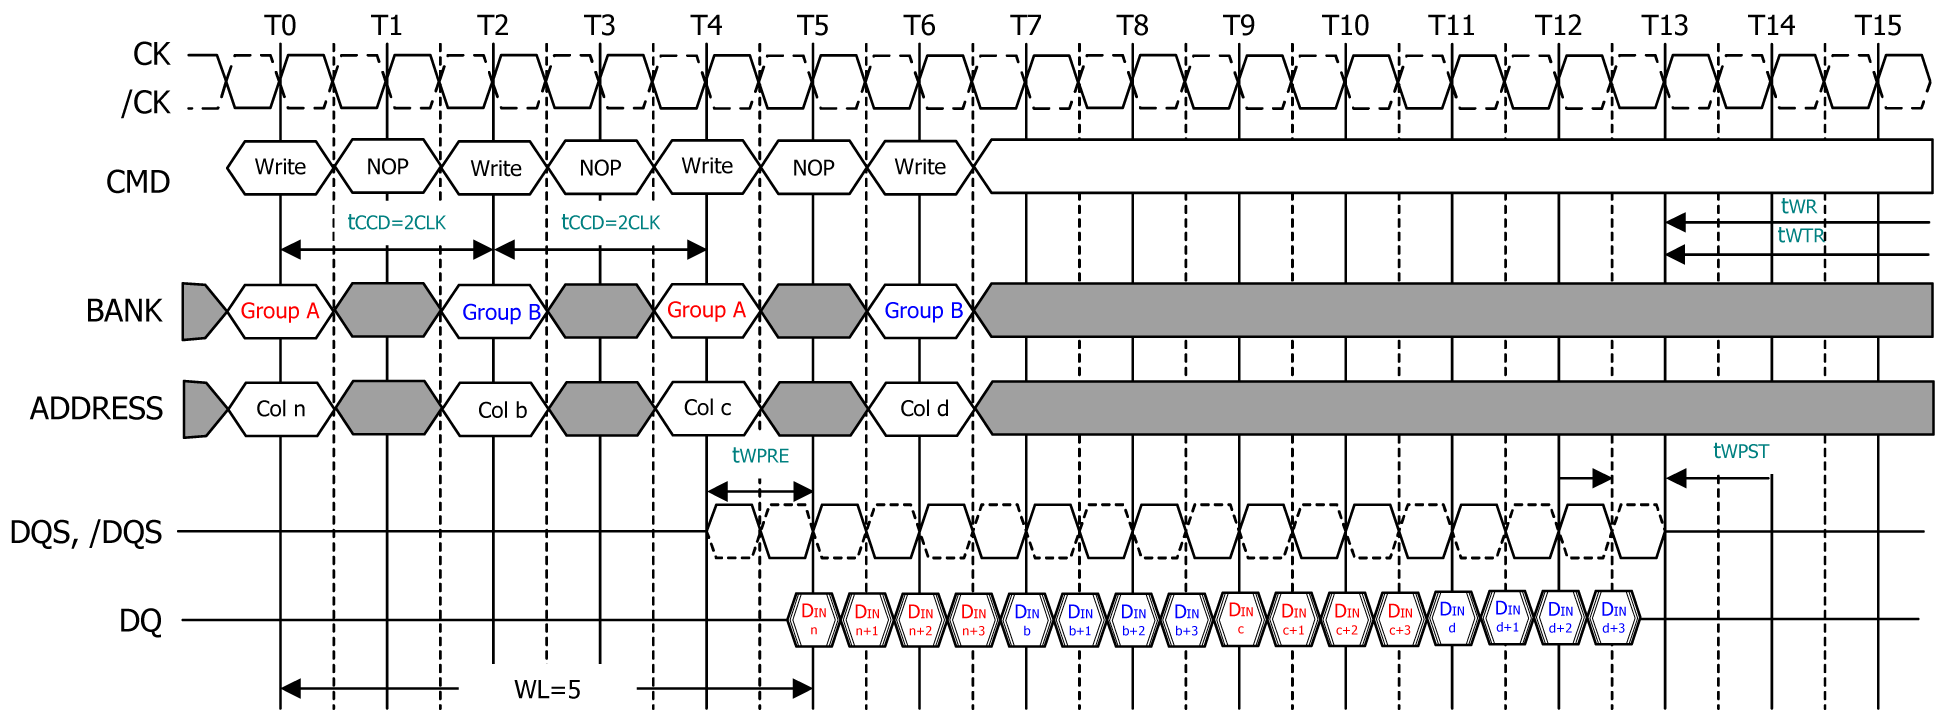 T0 T1 T2 T3 T4 T5 T6 T7 T8 T9 T10 T11 T12 T13 T14 T15
CK
/CK
CMD Write NOP Write NOP Write NOP Write
tCCD=2CLK tCCD=2CLK tWR
tWTR
BANK Group A Group B Group A Group B
ADDRESS Col n Col b Col c Col d
tWPRE tWPST
DQS, /DQS
DQ DIN DIN DIN DIN DIN DIN DIN DIN DIN DIN DIN DIN DIN DIN DIN DIN
n n+1 n+2 n+3 b b+1 b+2 b+3 c c+1 c+2 c+3 d d+1 d+2 d+3
WL=5